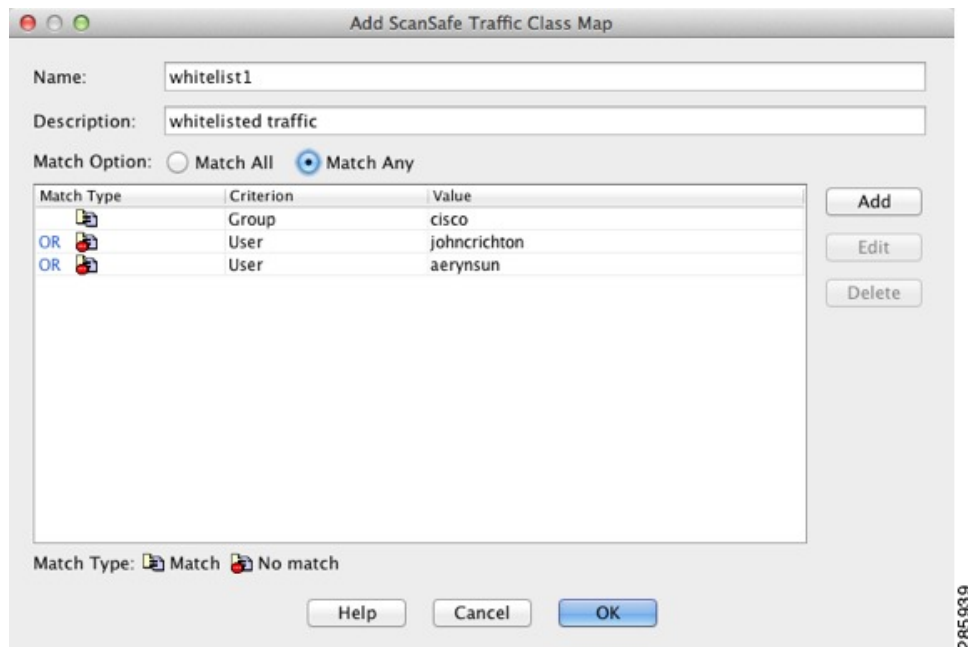 Add ScanSafe Traffic Class Map
Name: whitelist1
Description: whitelisted traffic
Match Option: Match All Match Any
Match Type Criterion Value
Group cisco
OR User johncrichton
OR User aerynsun
Add
Edit
Delete
Match Type: Match No match
Help Cancel OK
285939